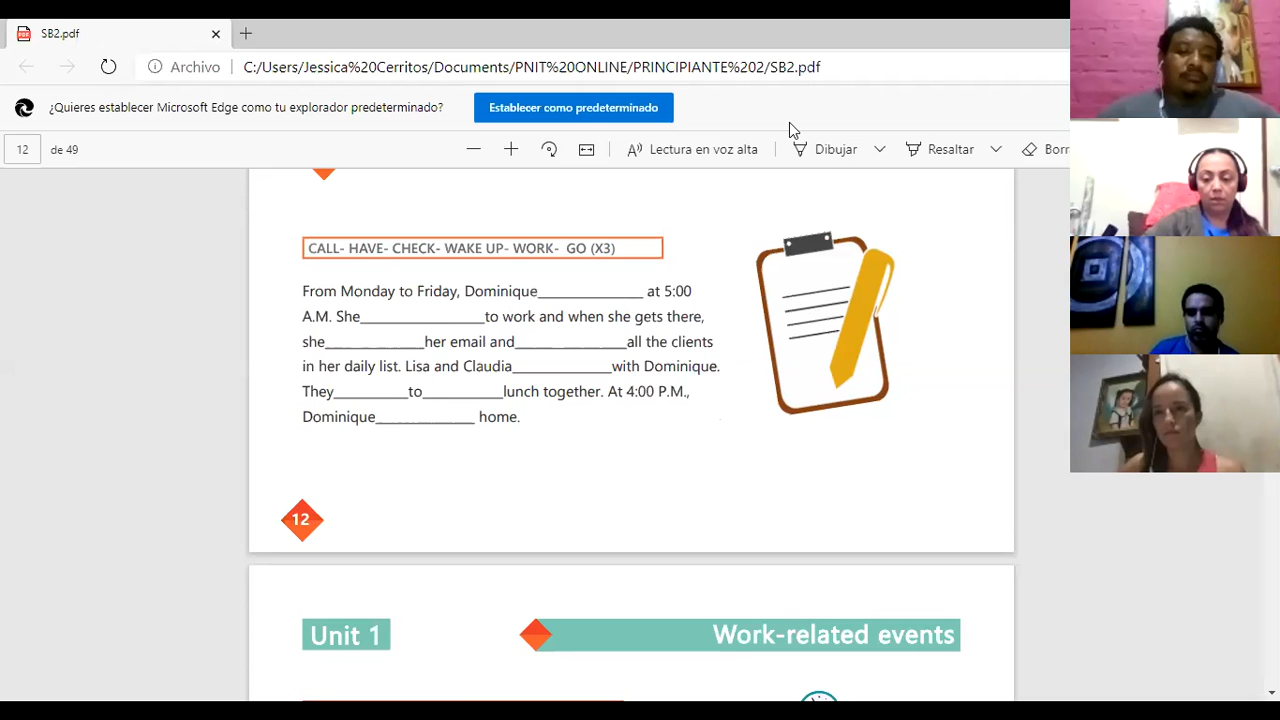 SB2.pdf
Archivo C:/Users/Jessica%20Cerritos/Documents/PNIT%20ONLINE/PRINCIPIANTE%202/SB2.pdf
¿Quieres establecer Microsoft Edge como tu explorador predeterminado? Establecer como predeterminado
12 de 49 Lectura en voz alta Dibujar Resaltar Borr
CALL- HAVE- CHECK- WAKE UP- WORK- GO (X3)
From Monday to Friday, Dominique______________ at 5:00
A.M. She________________to work and when she gets there,
she_____________her email and______________all the clients
in her daily list. Lisa and Claudia_____________with Dominique.
They__________to__________lunch together. At 4:00 P.M.,
Dominique_____________ home.
12
Unit 1 Work-related events